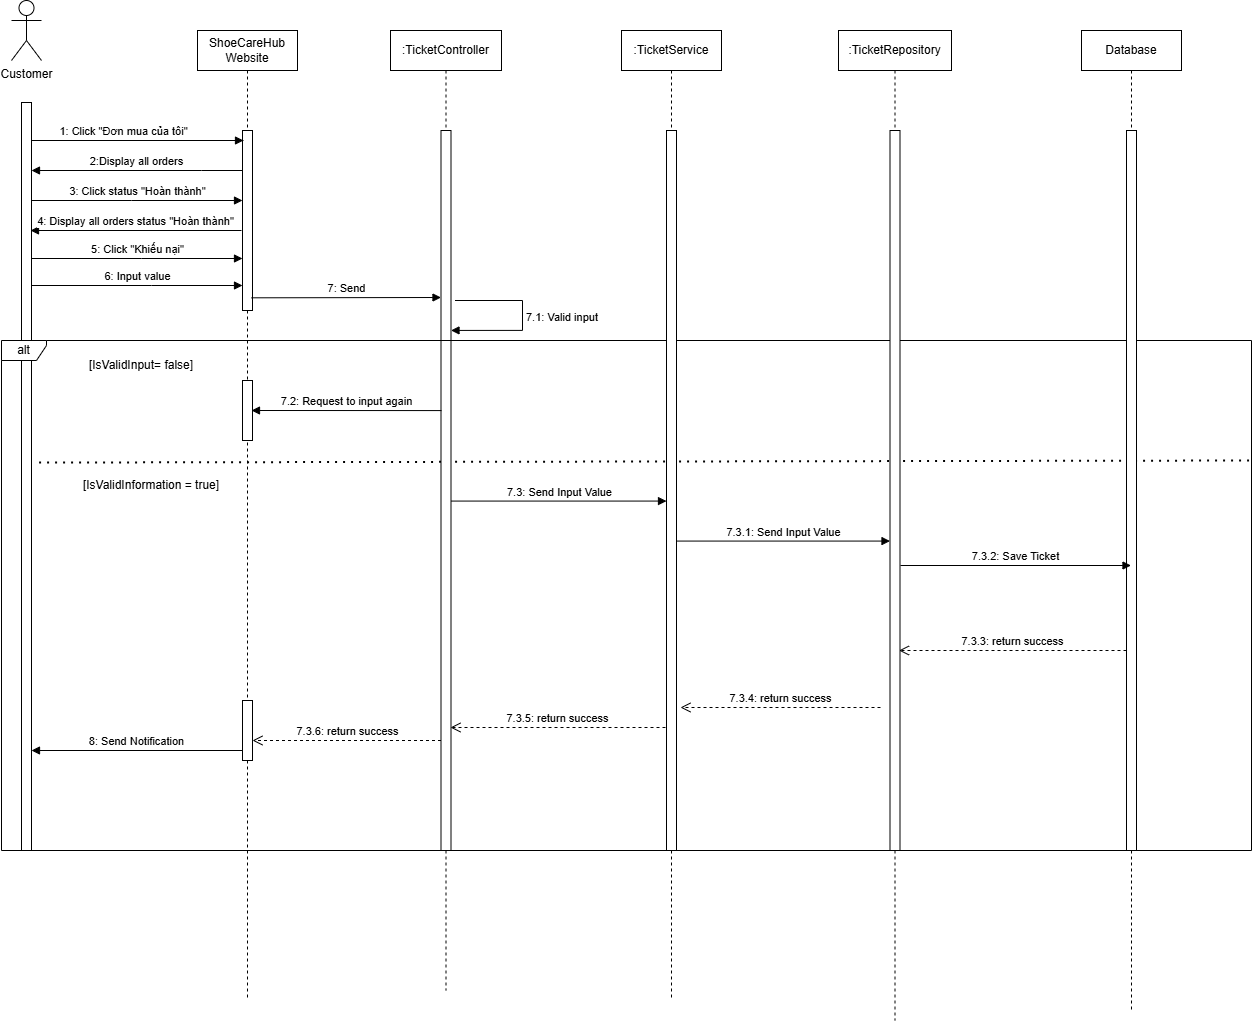 Customer
ShoeCareHub
Website
:TicketController
:TicketService
:TicketRepository
Database
1: Click "Đơn mua của tôi"
2:Display all orders
3: Click status "Hoàn thành"
4: Display all orders status "Hoàn thành"
5: Click "Khiếu nại"
6: Input value
7: Send
7.1: Valid input
alt
[IsValidInput= false]
7.2: Request to input again
[IsValidInformation = true]
7.3: Send Input Value
7.3.1: Send Input Value
7.3.2: Save Ticket
7.3.3: return success
7.3.4: return success
7.3.5: return success
7.3.6: return success
8: Send Notification